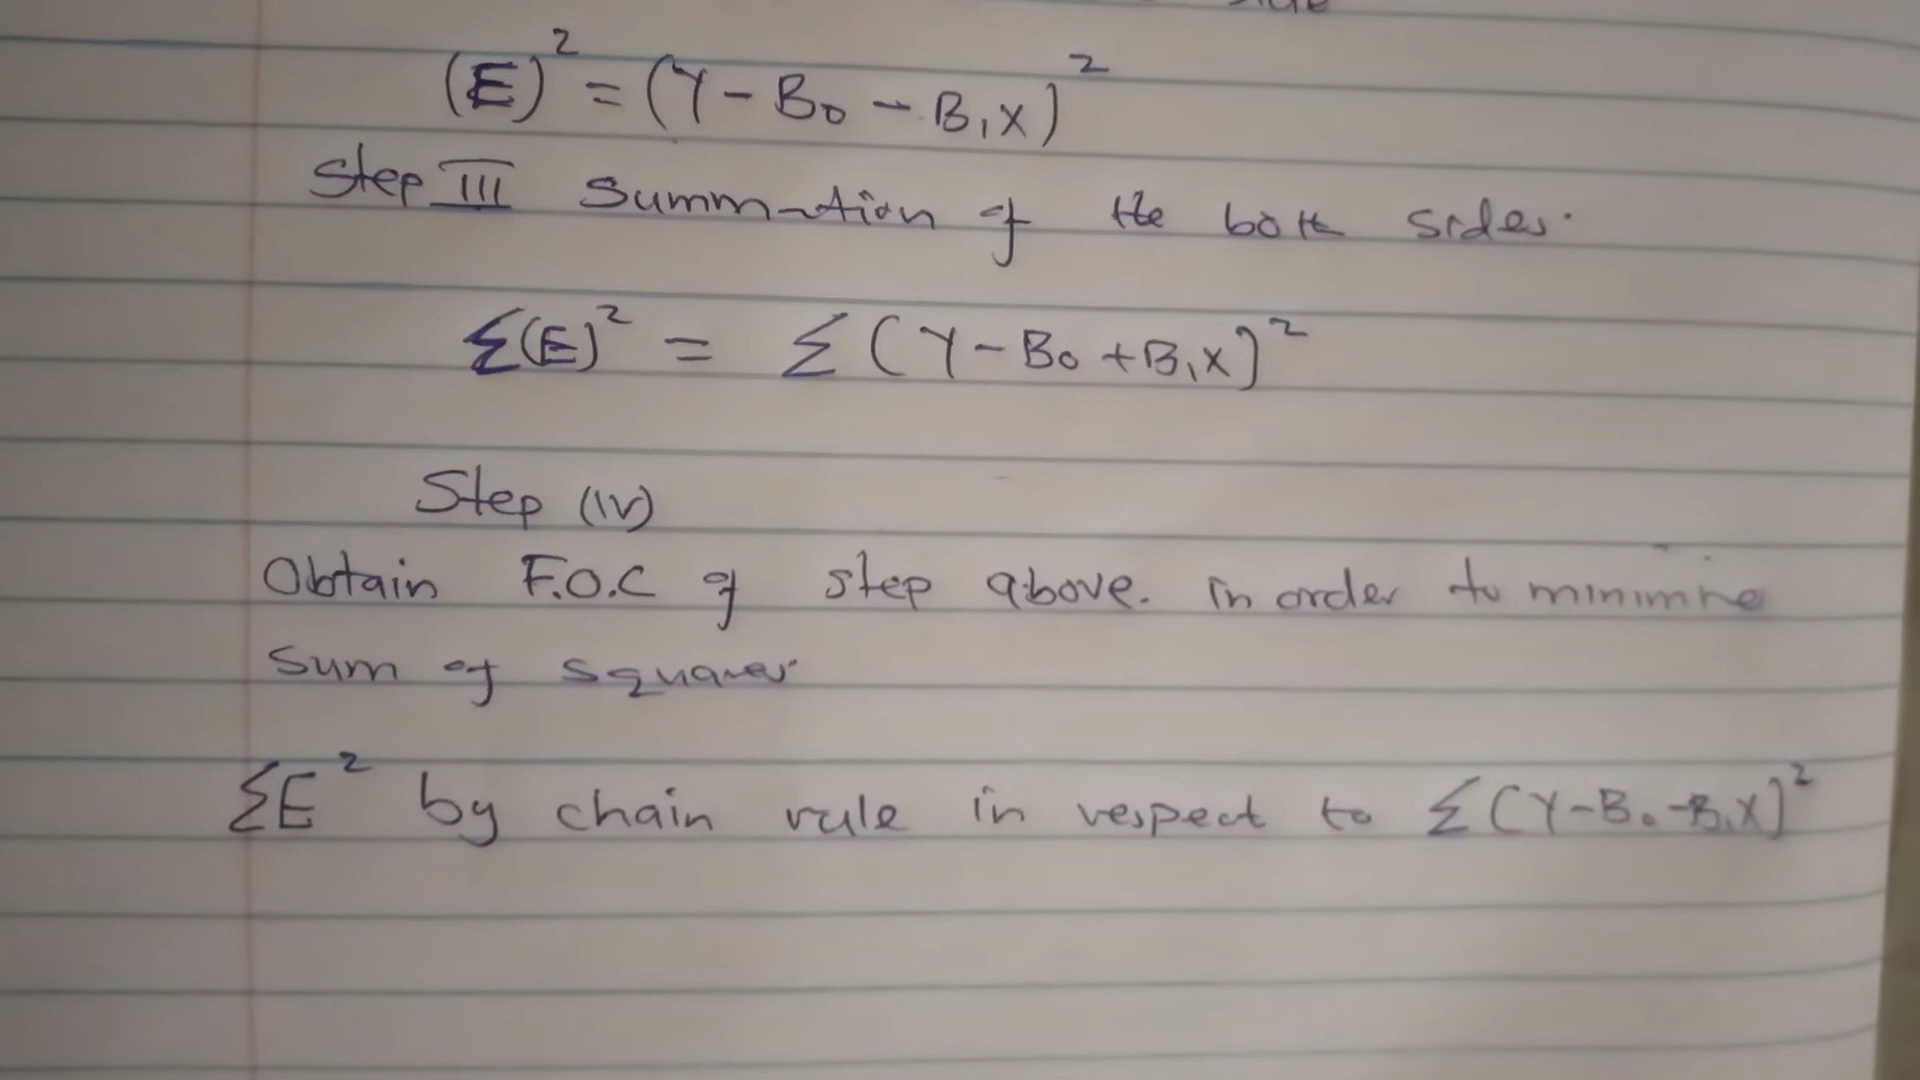 (E)² = (Y - B₀ - B₁X)²
Step III Summation of the both sides.
Σ(E)² = Σ(Y - B₀ + B₁X)²
Step (IV)
Obtain F.O.C of step above. in order to minimize
Sum of squares
ΣE² by chain rule in respect to Σ(Y - B₀ - B₁X)²